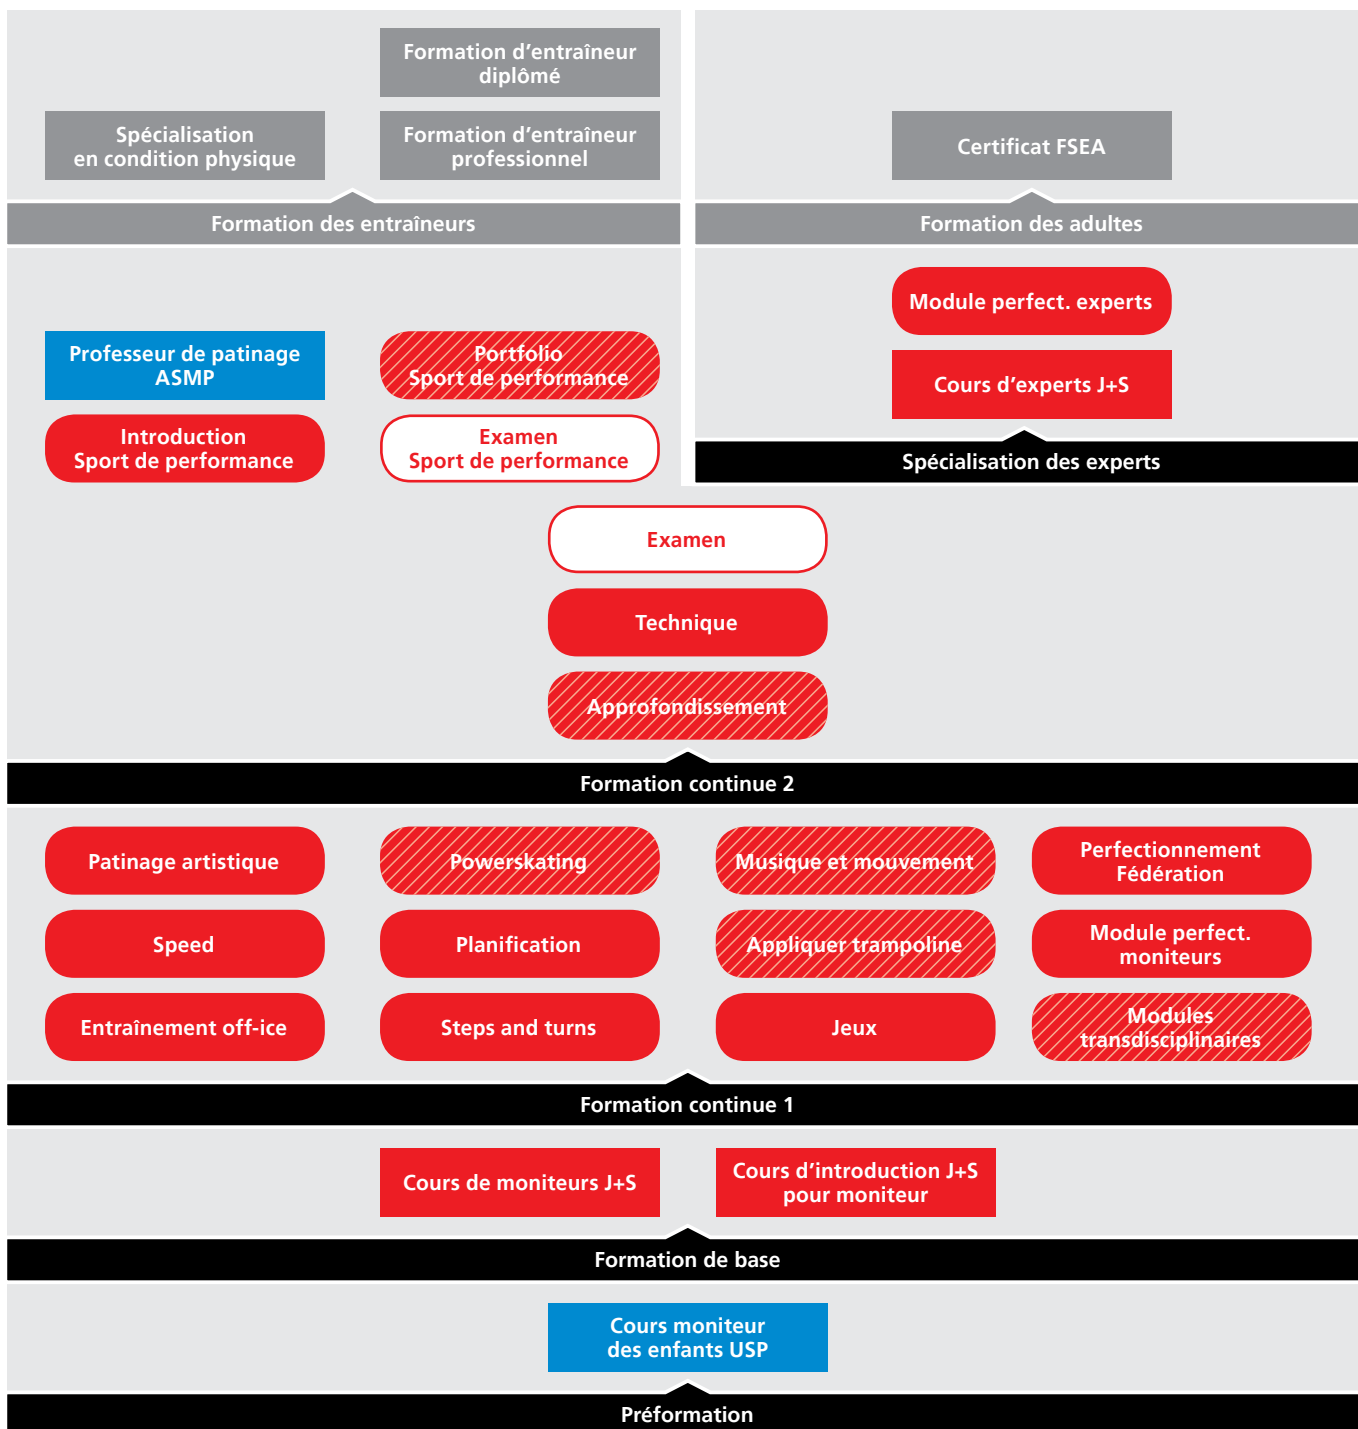 Formation d’entraîneur
diplômé
Spécialisation
en condition physique
Formation d’entraîneur
professionnel
Certificat FSEA
Formation des entraîneurs
Formation des adultes
Module perfect. experts
Professeur de patinage
ASMP
Portfolio
Sport de performance
Cours d’experts J+S
Introduction
Sport de performance
Examen
Sport de performance
Spécialisation des experts
Examen
Technique
Approfondissement
Formation continue 2
Patinage artistique
Powerskating
Musique et mouvement
Perfectionnement
Fédération
Speed
Planification
Appliquer trampoline
Module perfect.
moniteurs
Entraînement off-ice
Steps and turns
Jeux
Modules
transdisciplinaires
Formation continue 1
Cours de moniteurs J+S
Cours d’introduction J+S
pour moniteur
Formation de base
Cours moniteur
des enfants USP
Préformation